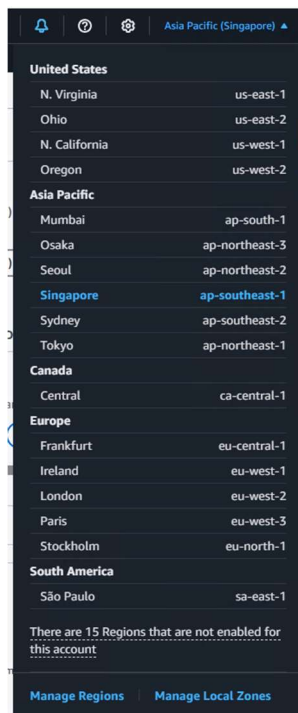 Asia Pacific (Singapore) ▲
United States
N. Virginia us-east-1
Ohio us-east-2
N. California us-west-1
Oregon us-west-2
Asia Pacific
Mumbai ap-south-1
Osaka ap-northeast-3
Seoul ap-northeast-2
Singapore ap-southeast-1
Sydney ap-southeast-2
Tokyo ap-northeast-1
Canada
Central ca-central-1
Europe
Frankfurt eu-central-1
Ireland eu-west-1
London eu-west-2
Paris eu-west-3
Stockholm eu-north-1
South America
São Paulo sa-east-1
There are 15 Regions that are not enabled for
this account
Manage Regions Manage Local Zones